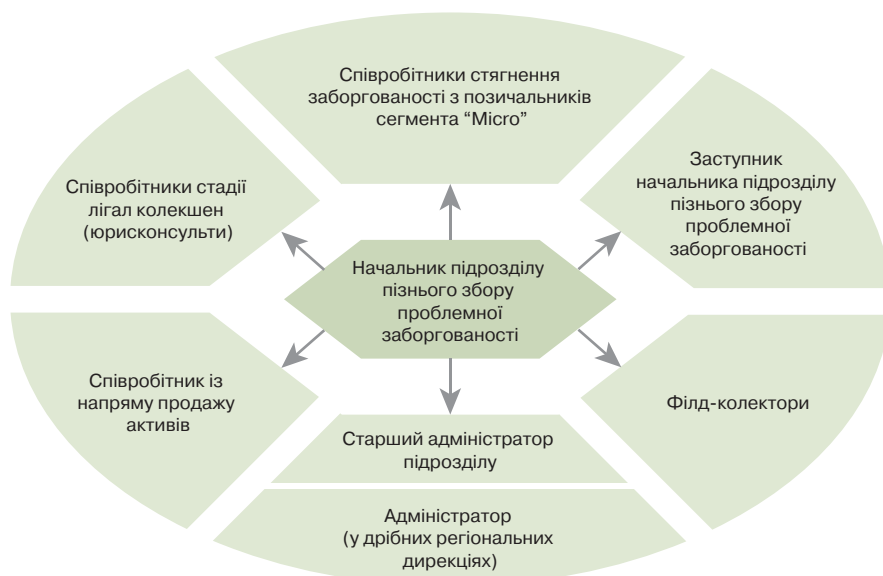 Співробітники стягнення
заборгованості з позичальників
сегмента “Micro”
Співробітники стадії
лігал колекшен
(юрисконсульти)
Заступник
начальника підрозділу
пізнього збору
проблемної
заборгованості
Начальник підрозділу
пізнього збору
проблемної
заборгованості
Співробітник із
напряму продажу
активів
Філд-колектори
Старший адміністратор
підрозділу
Адміністратор
(у дрібних регіональних
дирекціях)